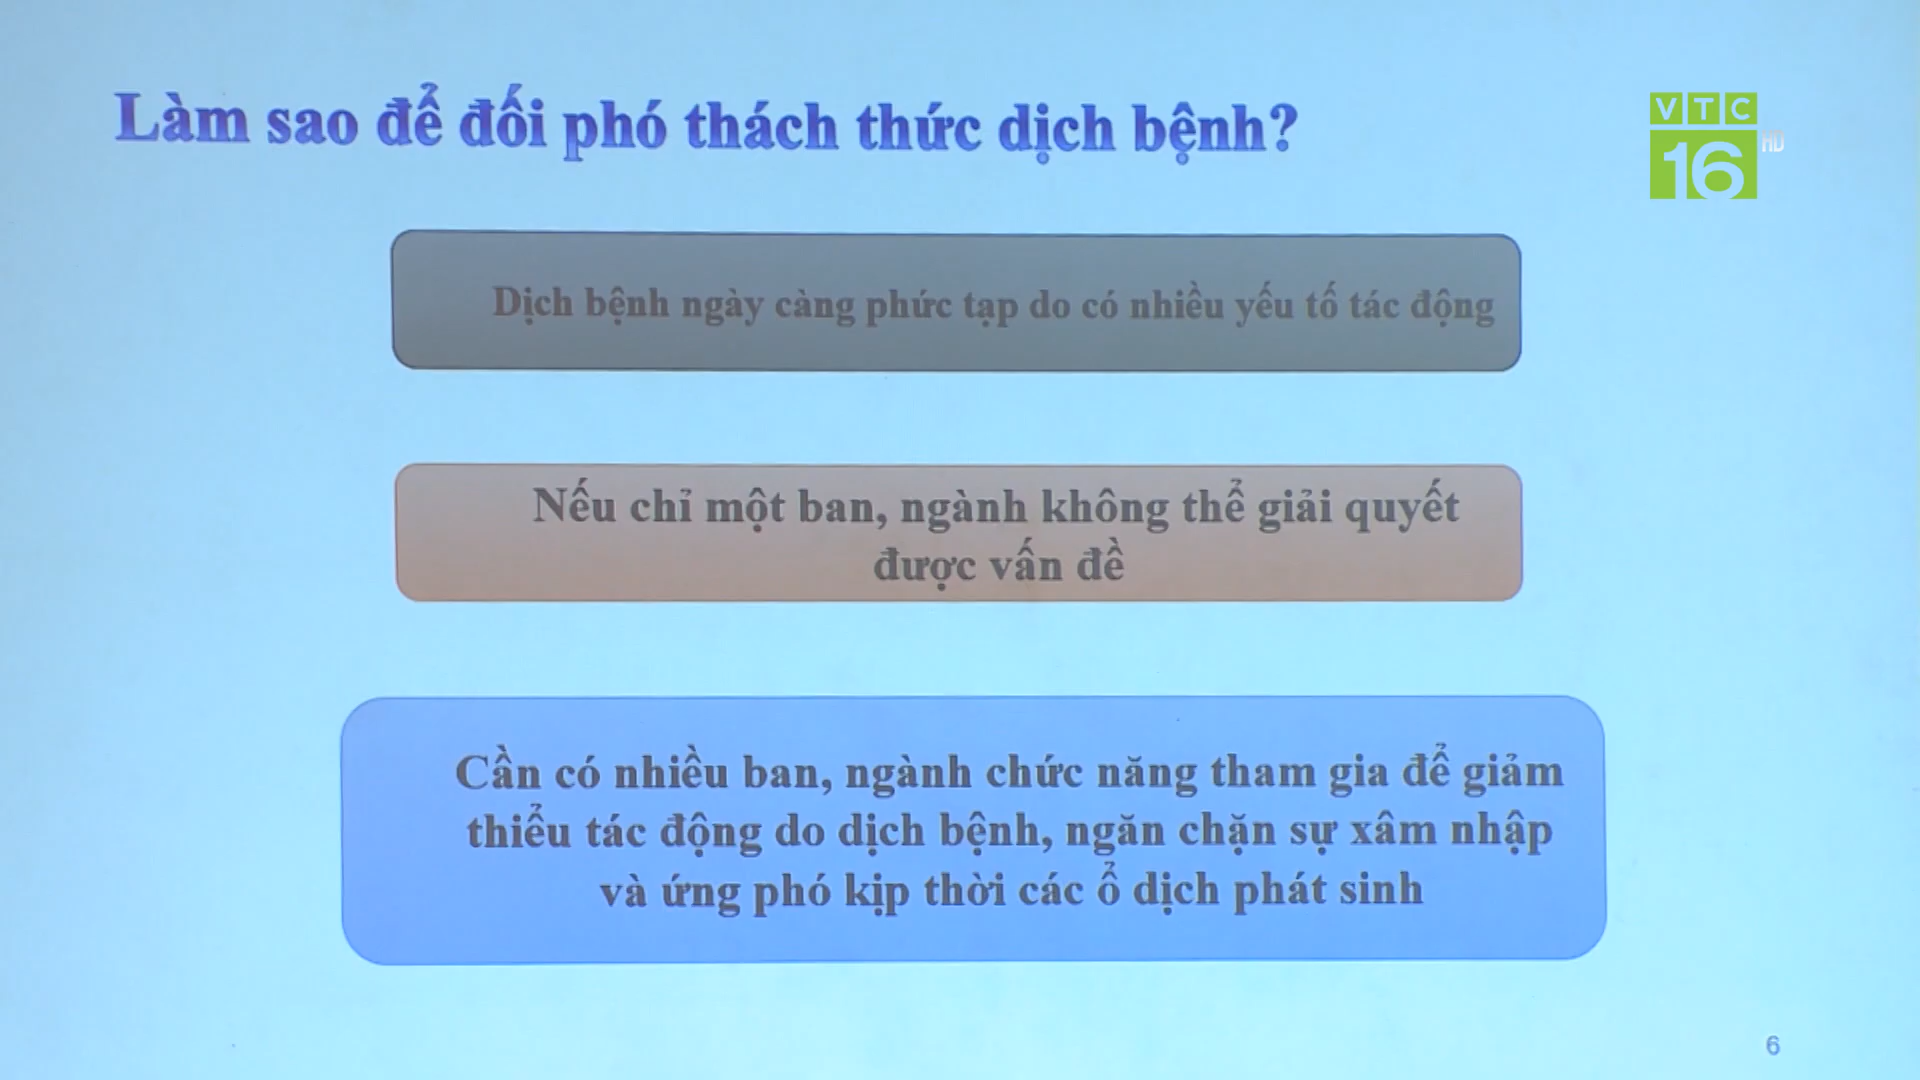 Làm sao để đối phó thách thức dịch bệnh?
VTC
16
HD
Dịch bệnh ngày càng phức tạp do có nhiều yếu tố tác động
Nếu chỉ một ban, ngành không thể giải quyết
được vấn đề
Cần có nhiều ban, ngành chức năng tham gia để giảm
thiểu tác động do dịch bệnh, ngăn chặn sự xâm nhập
và ứng phó kịp thời các ổ dịch phát sinh
6